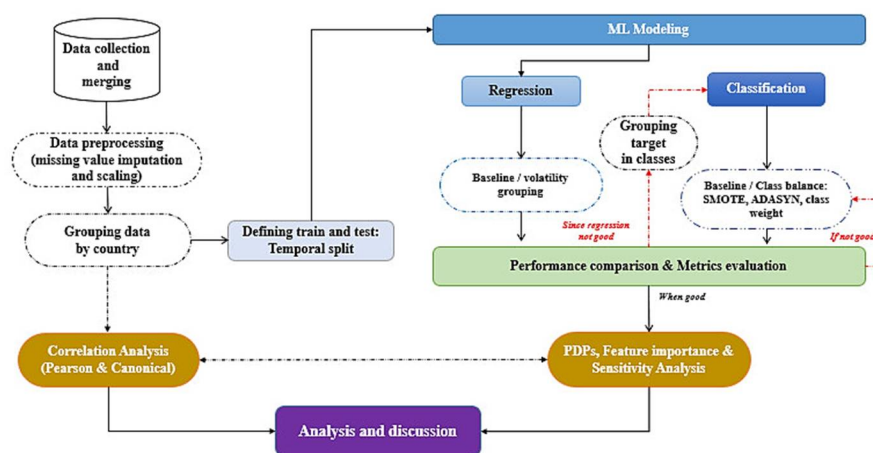 Data collection
and
merging
Data preprocessing
(missing value imputation
and scaling)
Grouping data
by country
Defining train and test:
Temporal split
ML Modeling
Regression
Classification
Grouping
target
in classes
Baseline / volatility
grouping
Baseline / Class balance:
SMOTE, ADASYN, class
weight
Since regression
not good
If not good
Performance comparison & Metrics evaluation
When good
Correlation Analysis
(Pearson & Canonical)
PDPs, Feature importance &
Sensitivity Analysis
Analysis and discussion